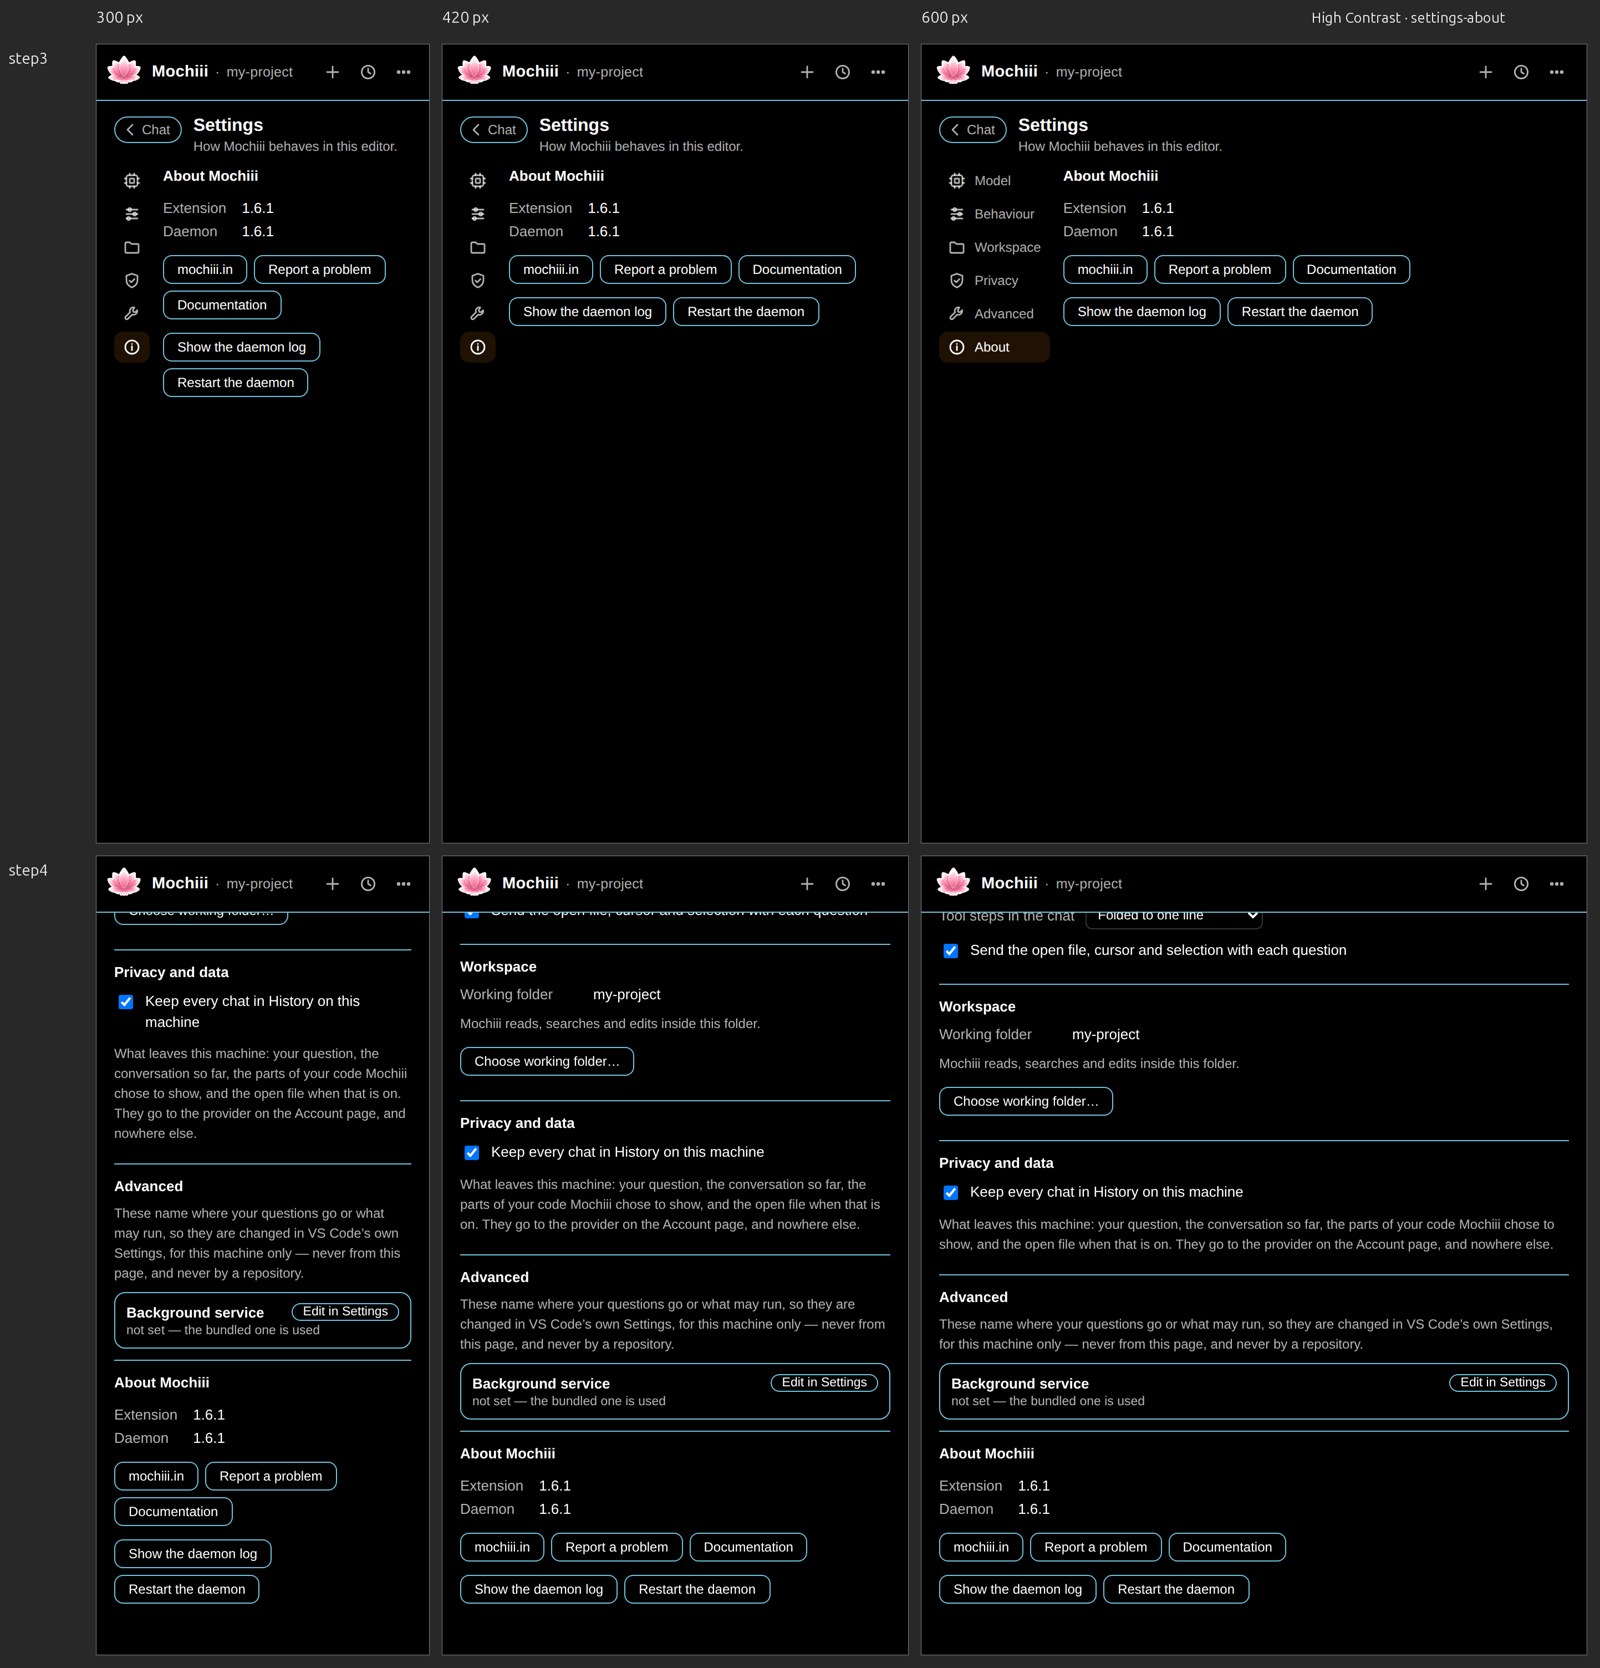 300 px
420 px
600 px
High Contrast · settings-about
step3
Mochiii · my-project
Chat
Settings
How Mochiii behaves in this editor.
About Mochiii
Extension 1.6.1
Daemon 1.6.1
mochiii.in
Report a problem
Documentation
Show the daemon log
Restart the daemon
Mochiii · my-project
Chat
Settings
How Mochiii behaves in this editor.
About Mochiii
Extension 1.6.1
Daemon 1.6.1
mochiii.in
Report a problem
Documentation
Show the daemon log
Restart the daemon
Mochiii · my-project
Chat
Settings
How Mochiii behaves in this editor.
Model
Behaviour
Workspace
Privacy
Advanced
About
About Mochiii
Extension 1.6.1
Daemon 1.6.1
mochiii.in
Report a problem
Documentation
Show the daemon log
Restart the daemon
step4
Mochiii · my-project
Choose working folder…
Privacy and data
Keep every chat in History on this
machine
What leaves this machine: your question, the
conversation so far, the parts of your code Mochiii
chose to show, and the open file when that is on.
They go to the provider on the Account page, and
nowhere else.
Advanced
These name where your questions go or what
may run, so they are changed in VS Code's own
Settings, for this machine only — never from this
page, and never by a repository.
Background service
Edit in Settings
not set — the bundled one is used
About Mochiii
Extension 1.6.1
Daemon 1.6.1
mochiii.in
Report a problem
Documentation
Show the daemon log
Restart the daemon
Mochiii · my-project
Send the open file, cursor and selection with each question
Workspace
Working folder my-project
Mochiii reads, searches and edits inside this folder.
Choose working folder…
Privacy and data
Keep every chat in History on this machine
What leaves this machine: your question, the conversation so far, the
parts of your code Mochiii chose to show, and the open file when that is
on. They go to the provider on the Account page, and nowhere else.
Advanced
These name where your questions go or what may run, so they are
changed in VS Code's own Settings, for this machine only — never from
this page, and never by a repository.
Background service
Edit in Settings
not set — the bundled one is used
About Mochiii
Extension 1.6.1
Daemon 1.6.1
mochiii.in
Report a problem
Documentation
Show the daemon log
Restart the daemon
Mochiii · my-project
Tool steps in the chat Folded to one line
Send the open file, cursor and selection with each question
Workspace
Working folder my-project
Mochiii reads, searches and edits inside this folder.
Choose working folder…
Privacy and data
Keep every chat in History on this machine
What leaves this machine: your question, the conversation so far, the parts of your code Mochiii chose to
show, and the open file when that is on. They go to the provider on the Account page, and nowhere else.
Advanced
These name where your questions go or what may run, so they are changed in VS Code's own Settings,
for this machine only — never from this page, and never by a repository.
Background service
Edit in Settings
not set — the bundled one is used
About Mochiii
Extension 1.6.1
Daemon 1.6.1
mochiii.in
Report a problem
Documentation
Show the daemon log
Restart the daemon